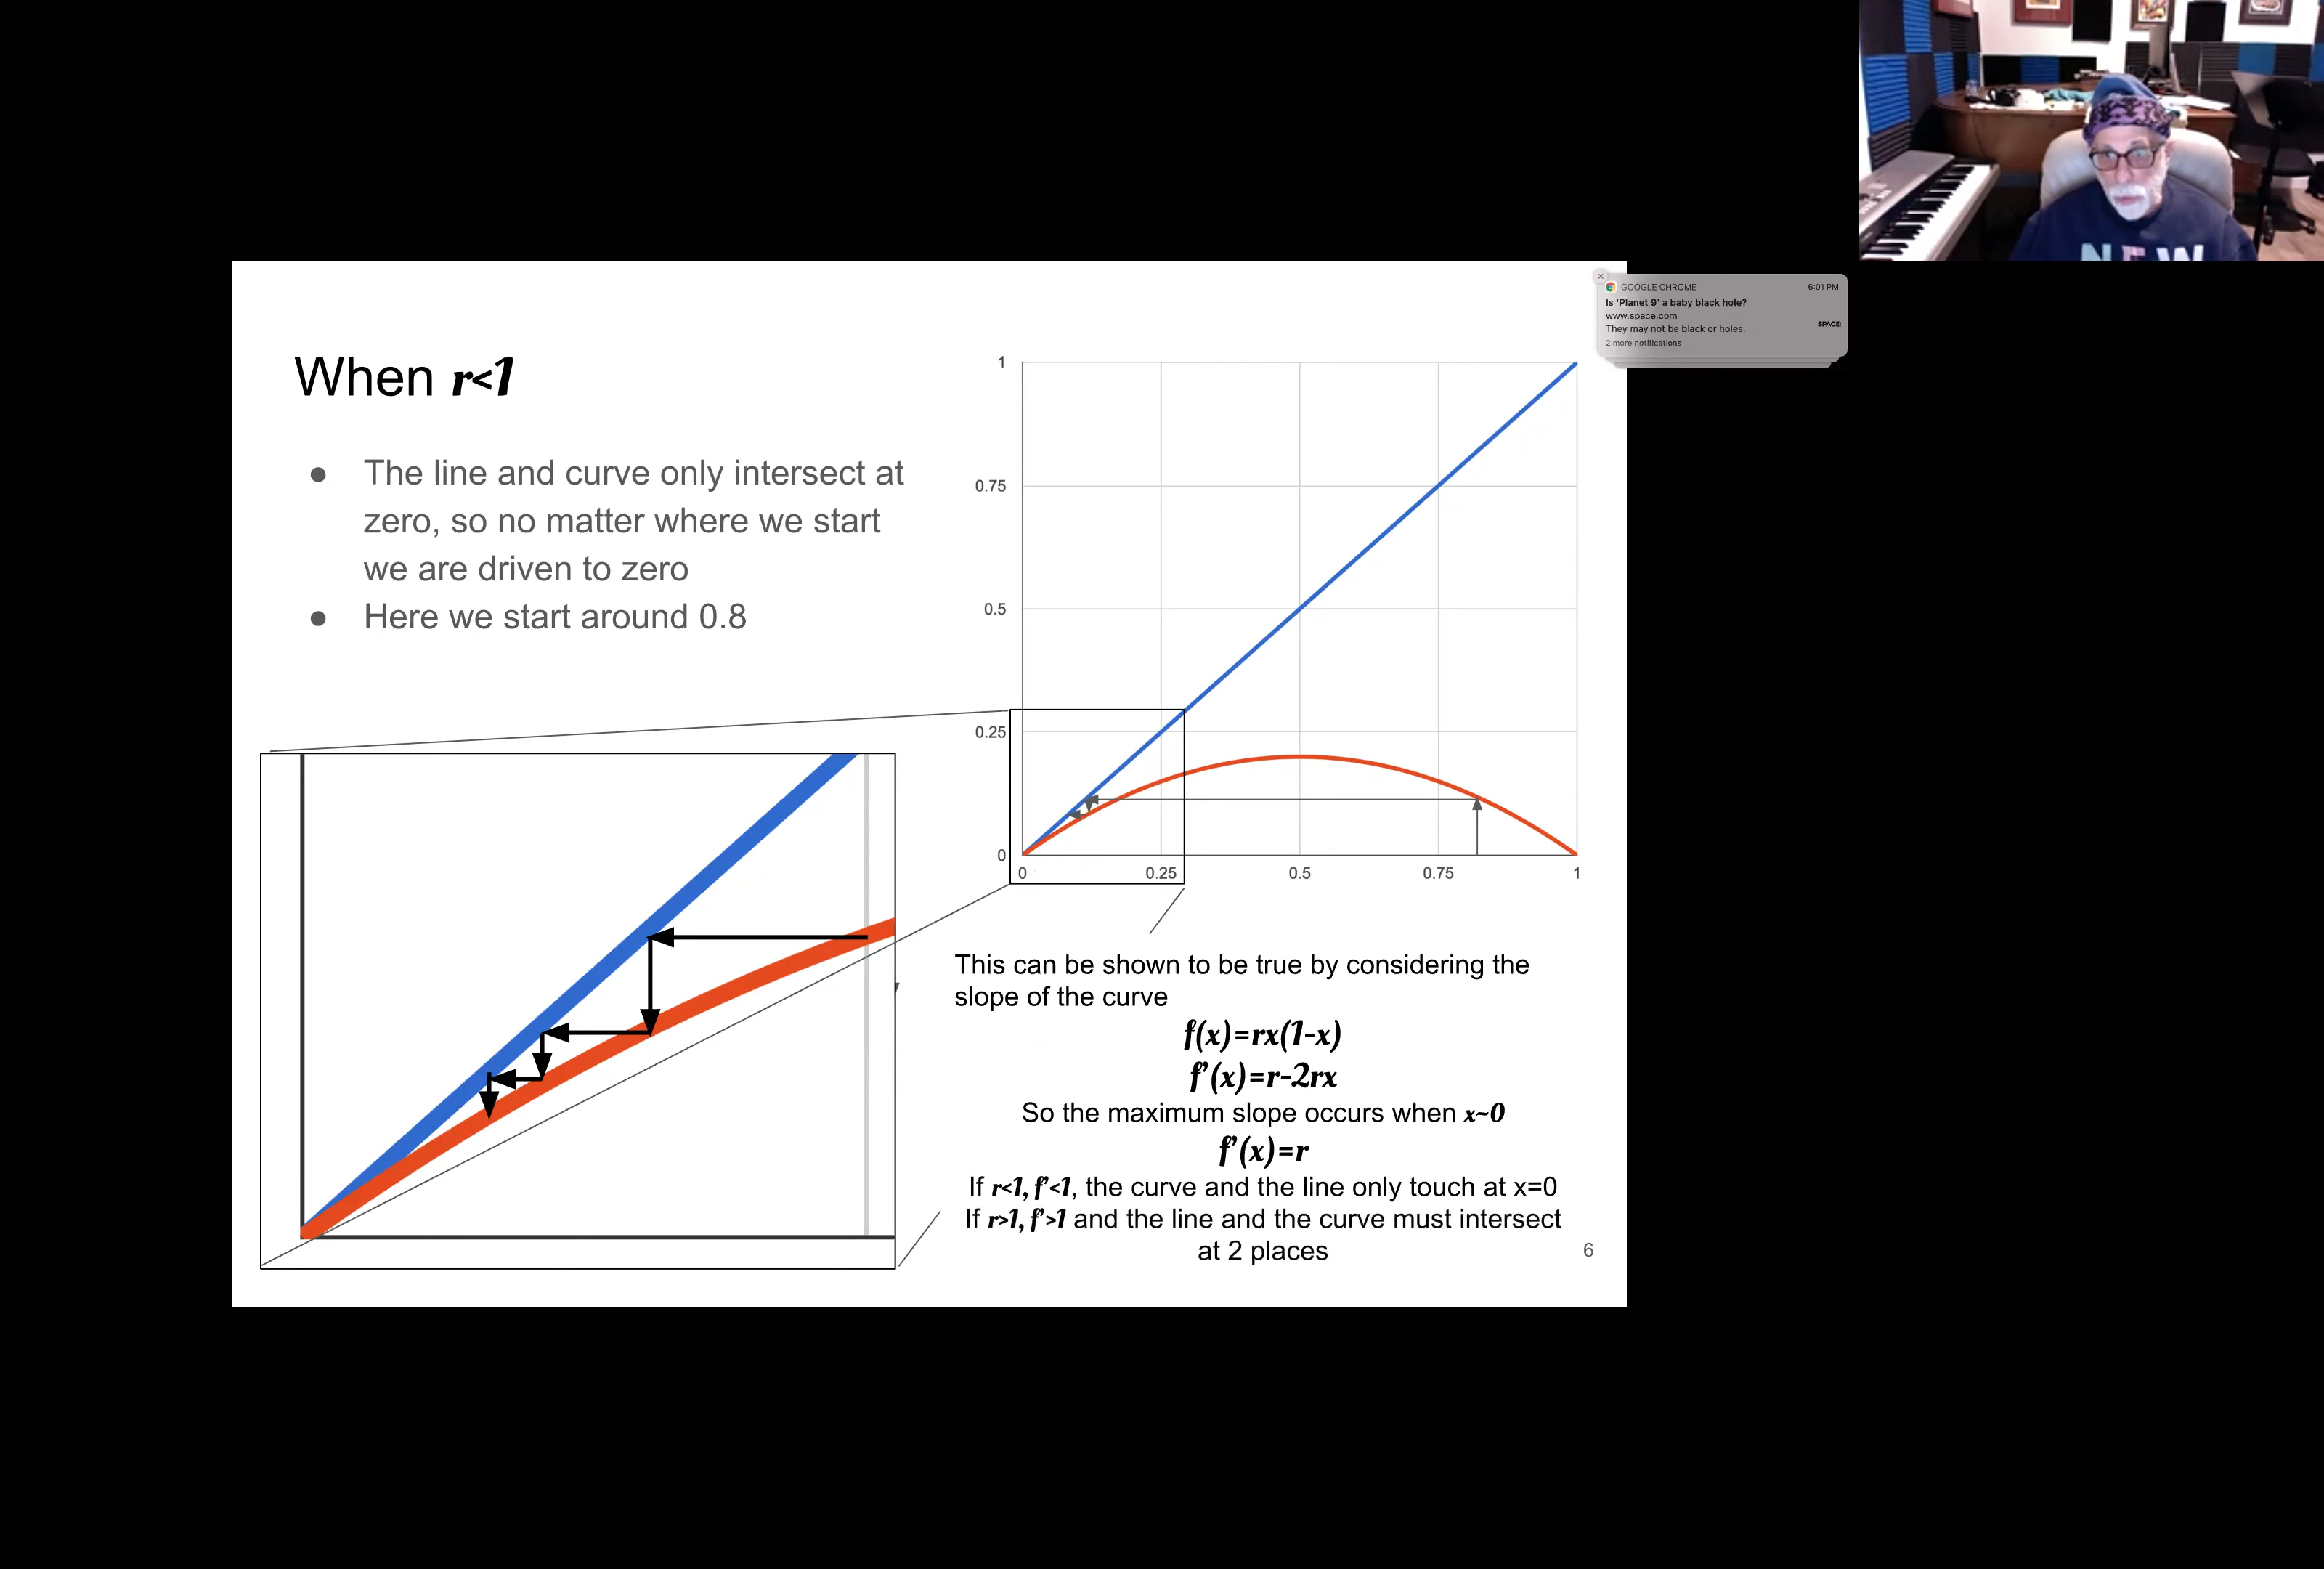 NEW
GOOGLE CHROME 6:01 PM
Is 'Planet 9' a baby black hole?
www.space.com
They may not be black or holes.
SPACE
2 more notifications
When r<1
● The line and curve only intersect at
zero, so no matter where we start
we are driven to zero
● Here we start around 0.8
1
0.75
0.5
0.25
0
0 0.25 0.5 0.75 1
This can be shown to be true by considering the
slope of the curve
f(x)=rx(1-x)
f'(x)=r-2rx
So the maximum slope occurs when x~0
f'(x)=r
If r<1, f'<1, the curve and the line only touch at x=0
If r>1, f'>1 and the line and the curve must intersect
at 2 places
6